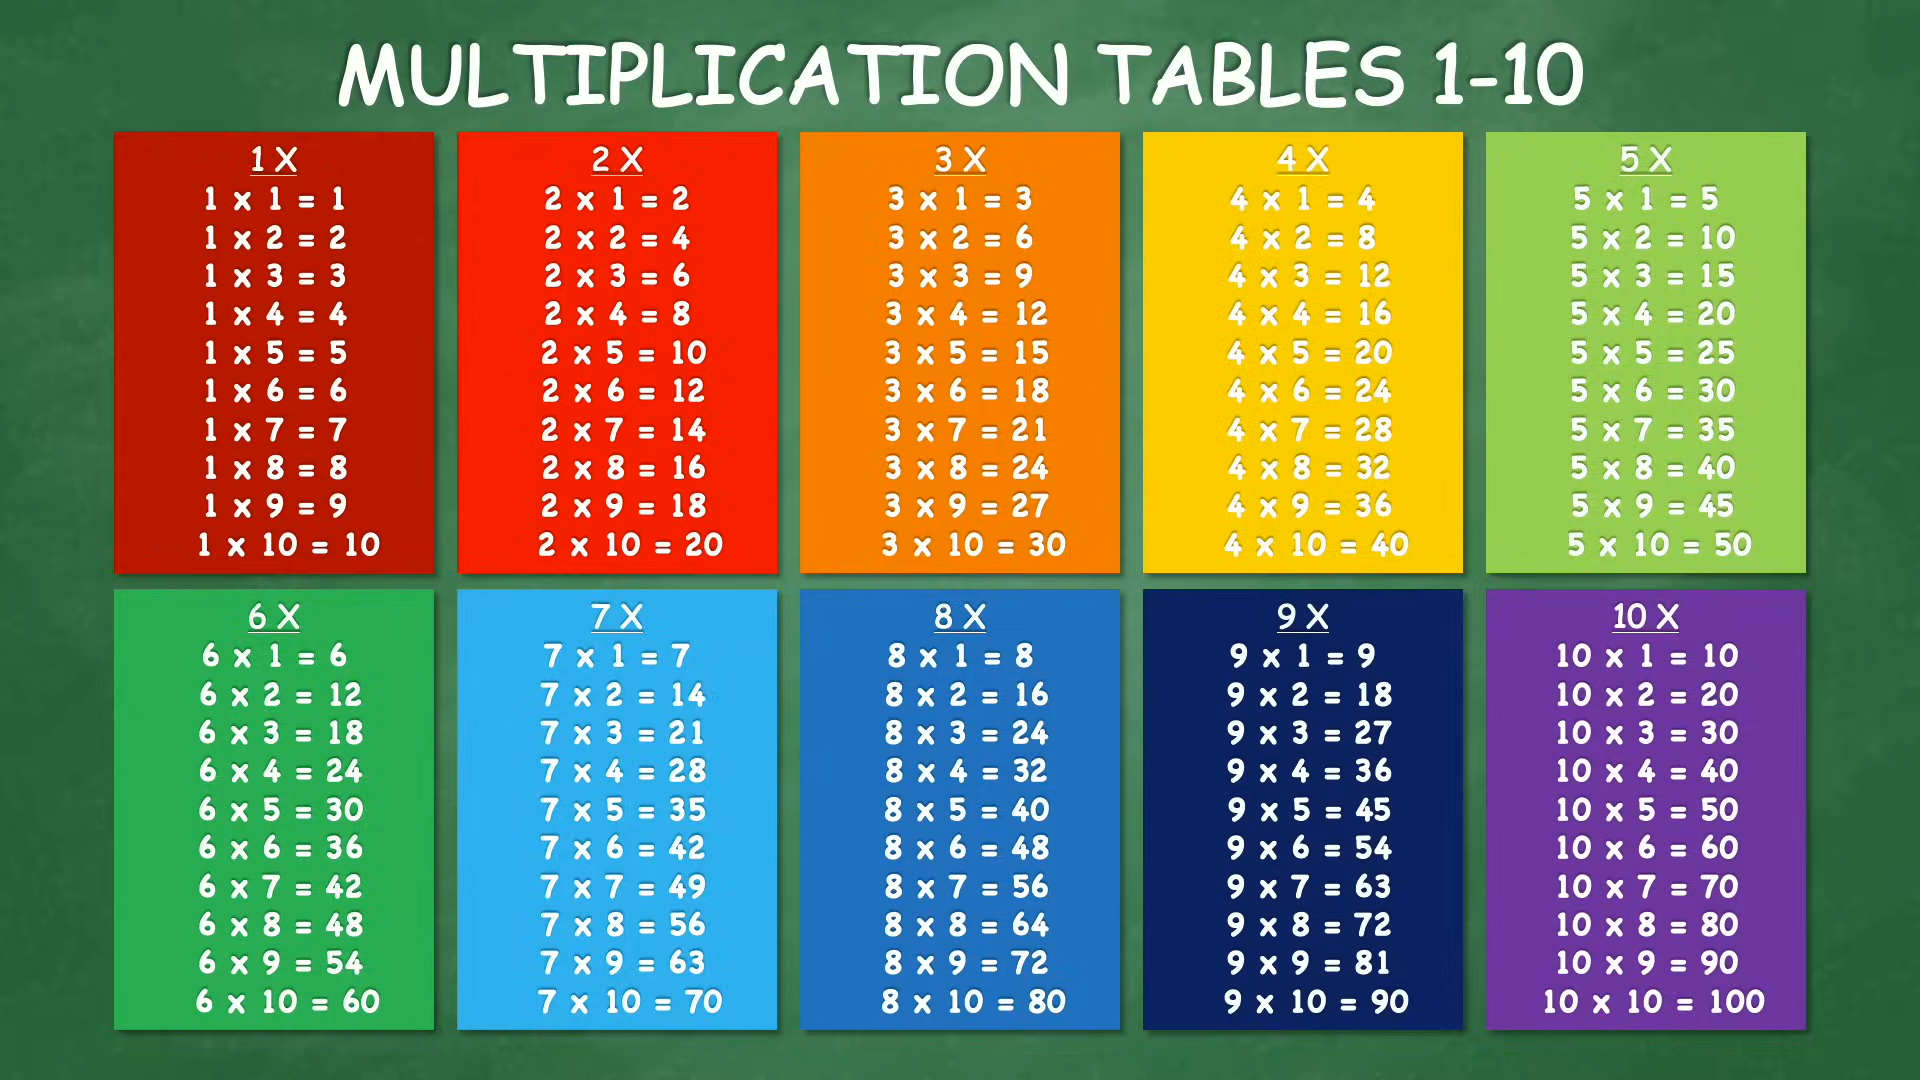 MULTIPLICATION TABLES 1-10
1 X
1 x 1 = 1
1 x 2 = 2
1 x 3 = 3
1 x 4 = 4
1 x 5 = 5
1 x 6 = 6
1 x 7 = 7
1 x 8 = 8
1 x 9 = 9
1 x 10 = 10
2 X
2 x 1 = 2
2 x 2 = 4
2 x 3 = 6
2 x 4 = 8
2 x 5 = 10
2 x 6 = 12
2 x 7 = 14
2 x 8 = 16
2 x 9 = 18
2 x 10 = 20
3 X
3 x 1 = 3
3 x 2 = 6
3 x 3 = 9
3 x 4 = 12
3 x 5 = 15
3 x 6 = 18
3 x 7 = 21
3 x 8 = 24
3 x 9 = 27
3 x 10 = 30
4 X
4 x 1 = 4
4 x 2 = 8
4 x 3 = 12
4 x 4 = 16
4 x 5 = 20
4 x 6 = 24
4 x 7 = 28
4 x 8 = 32
4 x 9 = 36
4 x 10 = 40
5 X
5 x 1 = 5
5 x 2 = 10
5 x 3 = 15
5 x 4 = 20
5 x 5 = 25
5 x 6 = 30
5 x 7 = 35
5 x 8 = 40
5 x 9 = 45
5 x 10 = 50
6 X
6 x 1 = 6
6 x 2 = 12
6 x 3 = 18
6 x 4 = 24
6 x 5 = 30
6 x 6 = 36
6 x 7 = 42
6 x 8 = 48
6 x 9 = 54
6 x 10 = 60
7 X
7 x 1 = 7
7 x 2 = 14
7 x 3 = 21
7 x 4 = 28
7 x 5 = 35
7 x 6 = 42
7 x 7 = 49
7 x 8 = 56
7 x 9 = 63
7 x 10 = 70
8 X
8 x 1 = 8
8 x 2 = 16
8 x 3 = 24
8 x 4 = 32
8 x 5 = 40
8 x 6 = 48
8 x 7 = 56
8 x 8 = 64
8 x 9 = 72
8 x 10 = 80
9 X
9 x 1 = 9
9 x 2 = 18
9 x 3 = 27
9 x 4 = 36
9 x 5 = 45
9 x 6 = 54
9 x 7 = 63
9 x 8 = 72
9 x 9 = 81
9 x 10 = 90
10 X
10 x 1 = 10
10 x 2 = 20
10 x 3 = 30
10 x 4 = 40
10 x 5 = 50
10 x 6 = 60
10 x 7 = 70
10 x 8 = 80
10 x 9 = 90
10 x 10 = 100